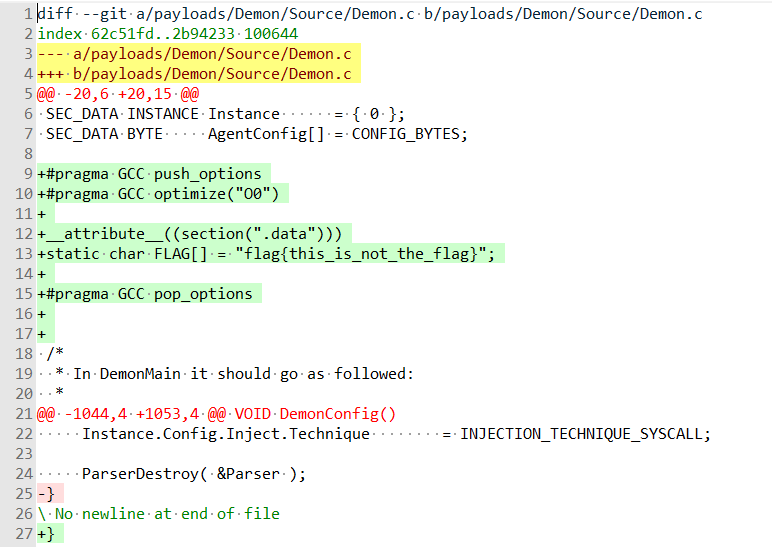 1 diff --git a/payloads/Demon/Source/Demon.c b/payloads/Demon/Source/Demon.c
2 index 62c51fd..2b94233 100644
3 --- a/payloads/Demon/Source/Demon.c
4 +++ b/payloads/Demon/Source/Demon.c
5 @@ -20,6 +20,15 @@
6  SEC_DATA INSTANCE Instance      = { 0 };
7  SEC_DATA BYTE     AgentConfig[] = CONFIG_BYTES;
8
9 +#pragma GCC push_options
10 +#pragma GCC optimize("O0")
11 +
12 +__attribute__((section(".data")))
13 +static char FLAG[] = "flag{this_is_not_the_flag}";
14 +
15 +#pragma GCC pop_options
16 +
17 +
18  /*
19   * In DemonMain it should go as followed:
20   *
21 @@ -1044,4 +1053,4 @@ VOID DemonConfig()
22      Instance.Config.Inject.Technique        = INJECTION_TECHNIQUE_SYSCALL;
23
24      ParserDestroy( &Parser );
25 -}
26 \ No newline at end of file
27 +}